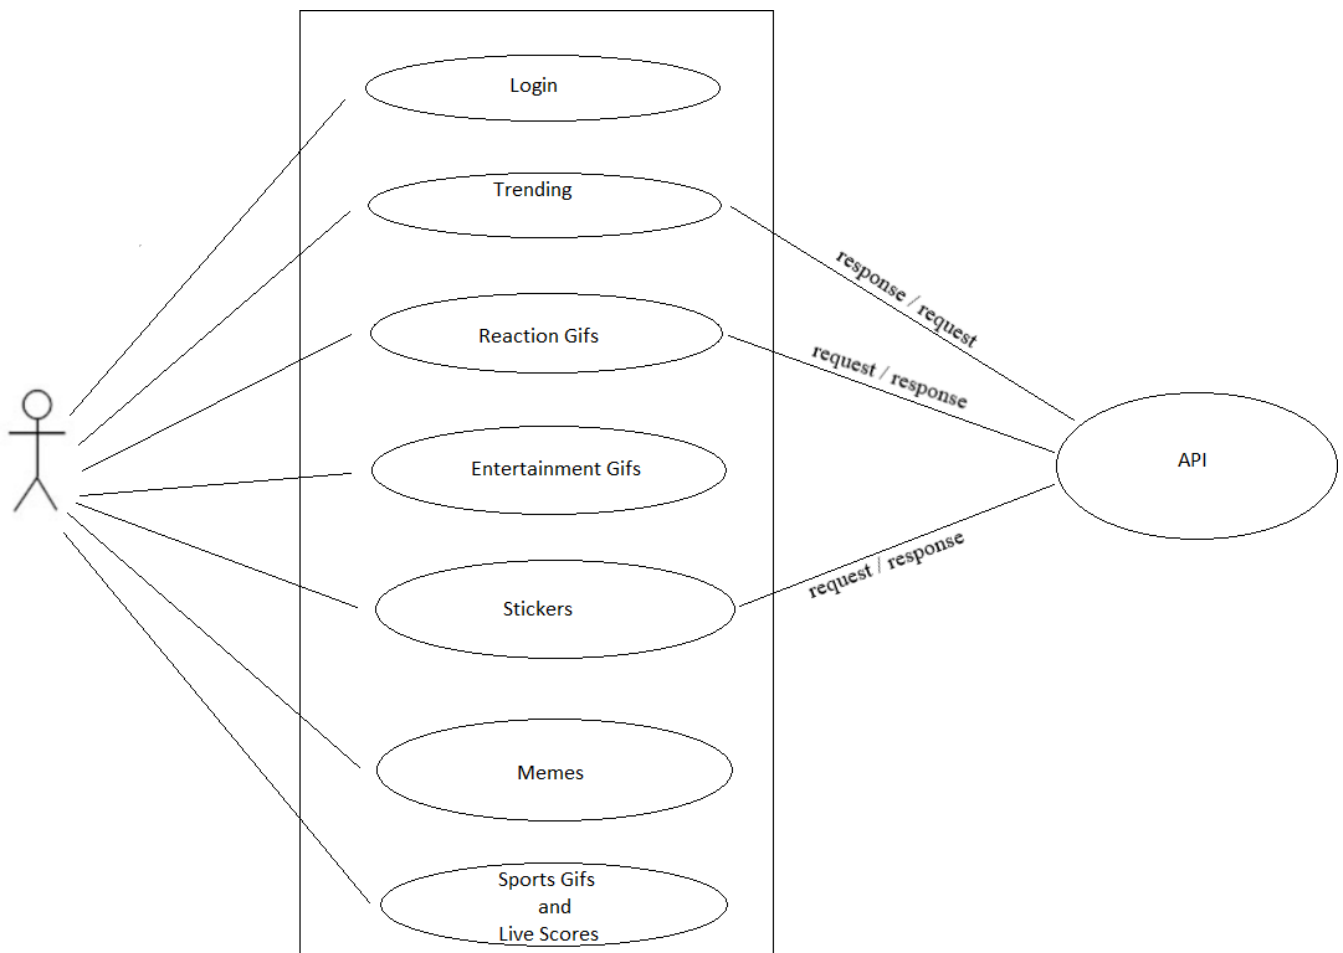 Login
Trending
response / request
Reaction Gifs
request / response
Entertainment Gifs
API
request / response
Stickers
Memes
Sports Gifs
and
Live Scores